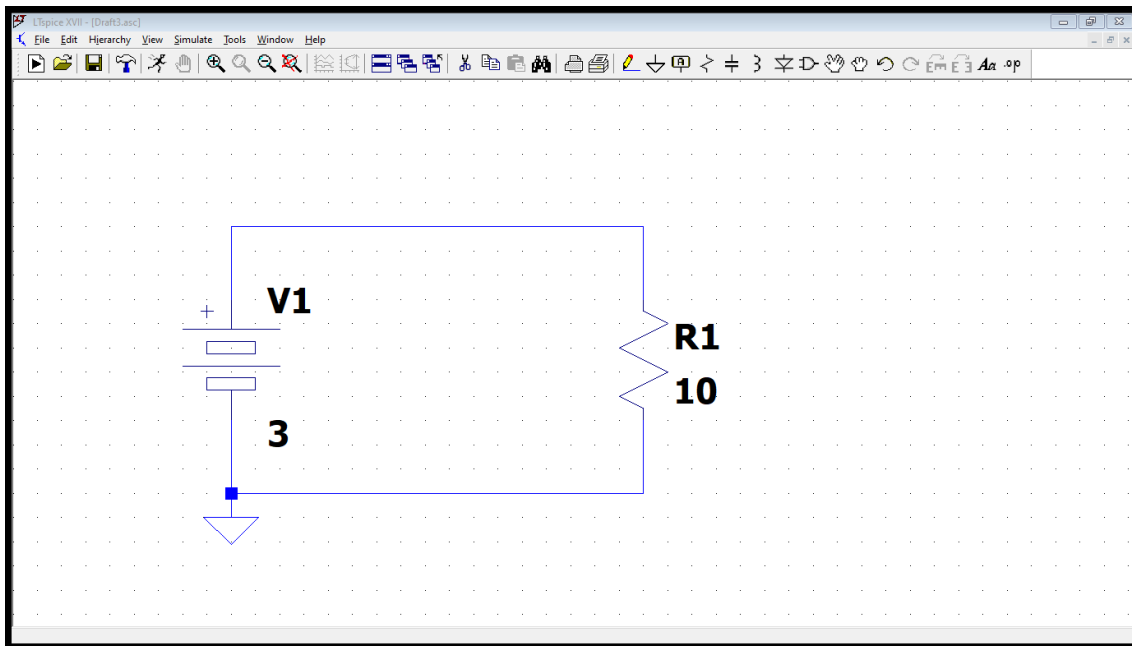 LTspice XVII - [Draft3.asc]
File Edit Hierarchy View Simulate Tools Window Help
Aa .op
V1
R1
10
3